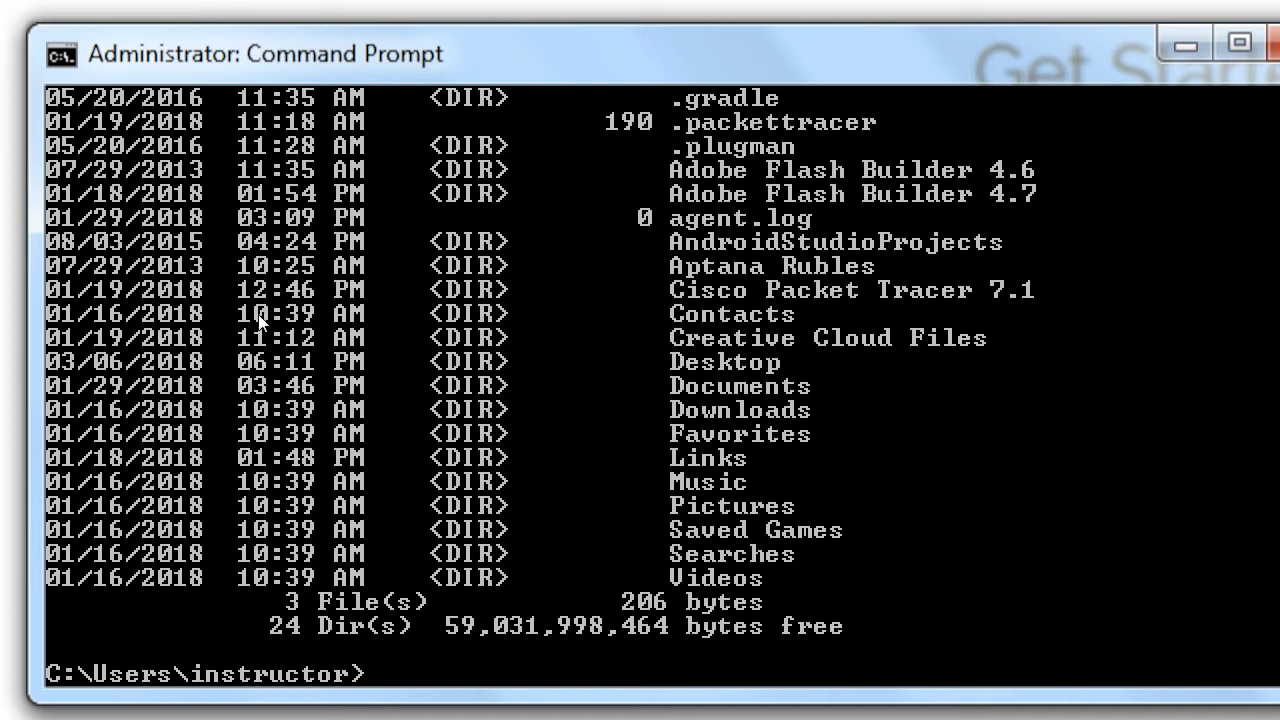 Administrator: Command Prompt
Get
05/20/2016  11:35 AM    <DIR>          .gradle
01/19/2018  11:18 AM               190 .packettracer
05/20/2016  11:28 AM    <DIR>          .plugman
07/29/2013  11:35 AM    <DIR>          Adobe Flash Builder 4.6
01/18/2018  01:54 PM    <DIR>          Adobe Flash Builder 4.7
01/29/2018  03:09 PM                 0 agent.log
08/03/2015  04:24 PM    <DIR>          AndroidStudioProjects
07/29/2013  10:25 AM    <DIR>          Aptana Rubles
01/19/2018  12:46 PM    <DIR>          Cisco Packet Tracer 7.1
01/16/2018  10:39 AM    <DIR>          Contacts
01/19/2018  11:12 AM    <DIR>          Creative Cloud Files
03/06/2018  06:11 PM    <DIR>          Desktop
01/29/2018  03:46 PM    <DIR>          Documents
01/16/2018  10:39 AM    <DIR>          Downloads
01/16/2018  10:39 AM    <DIR>          Favorites
01/18/2018  01:48 PM    <DIR>          Links
01/16/2018  10:39 AM    <DIR>          Music
01/16/2018  10:39 AM    <DIR>          Pictures
01/16/2018  10:39 AM    <DIR>          Saved Games
01/16/2018  10:39 AM    <DIR>          Searches
01/16/2018  10:39 AM    <DIR>          Videos
3 File(s)            206 bytes
24 Dir(s)  59,031,998,464 bytes free
C:\Users\instructor>